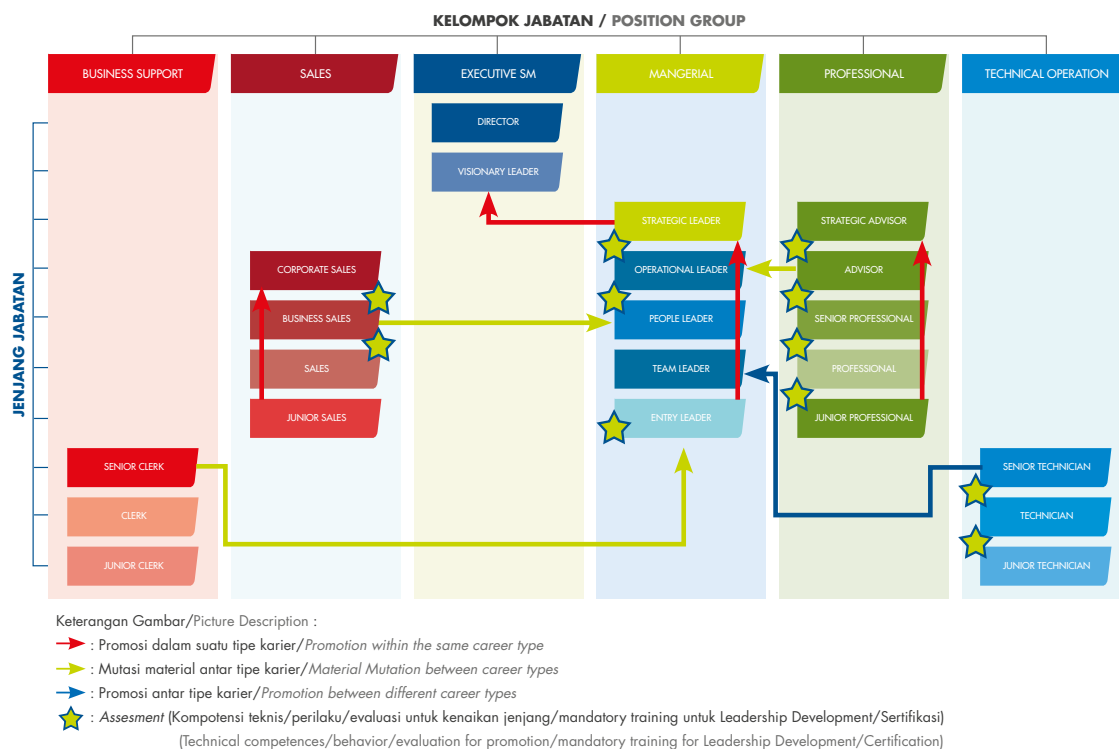 KELOMPOK JABATAN / POSITION GROUP
BUSINESS SUPPORT
SALES
EXECUTIVE SM
MANGERIAL
PROFESSIONAL
TECHNICAL OPERATION
JENJANG JABATAN
DIRECTOR
VISIONARY LEADER
STRATEGIC LEADER
STRATEGIC ADVISOR
CORPORATE SALES
OPERATIONAL LEADER
ADVISOR
BUSINESS SALES
PEOPLE LEADER
SENIOR PROFESSIONAL
SALES
TEAM LEADER
PROFESSIONAL
JUNIOR SALES
ENTRY LEADER
JUNIOR PROFESSIONAL
SENIOR CLERK
SENIOR TECHNICIAN
CLERK
TECHNICIAN
JUNIOR CLERK
JUNIOR TECHNICIAN
Keterangan Gambar/Picture Description :
: Promosi dalam suatu tipe karier/Promotion within the same career type
: Mutasi material antar tipe karier/Material Mutation between career types
: Promosi antar tipe karier/Promotion between different career types
: Assesment (Kompotensi teknis/perilaku/evaluasi untuk kenaikan jenjang/mandatory training untuk Leadership Development/Sertifikasi)
(Technical competences/behavior/evaluation for promotion/mandatory training for Leadership Development/Certification)